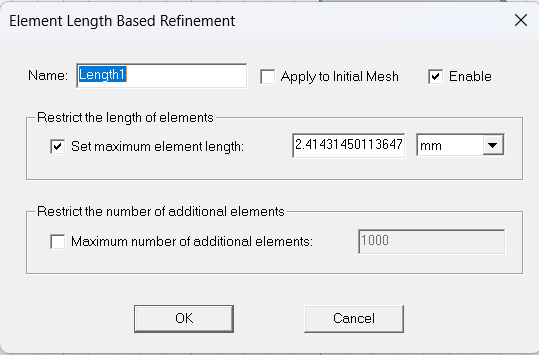 Element Length Based Refinement
Name: Length1 Apply to Initial Mesh Enable
Restrict the length of elements
Set maximum element length: 2.41431450113647 mm
Restrict the number of additional elements
Maximum number of additional elements: 1000
OK Cancel